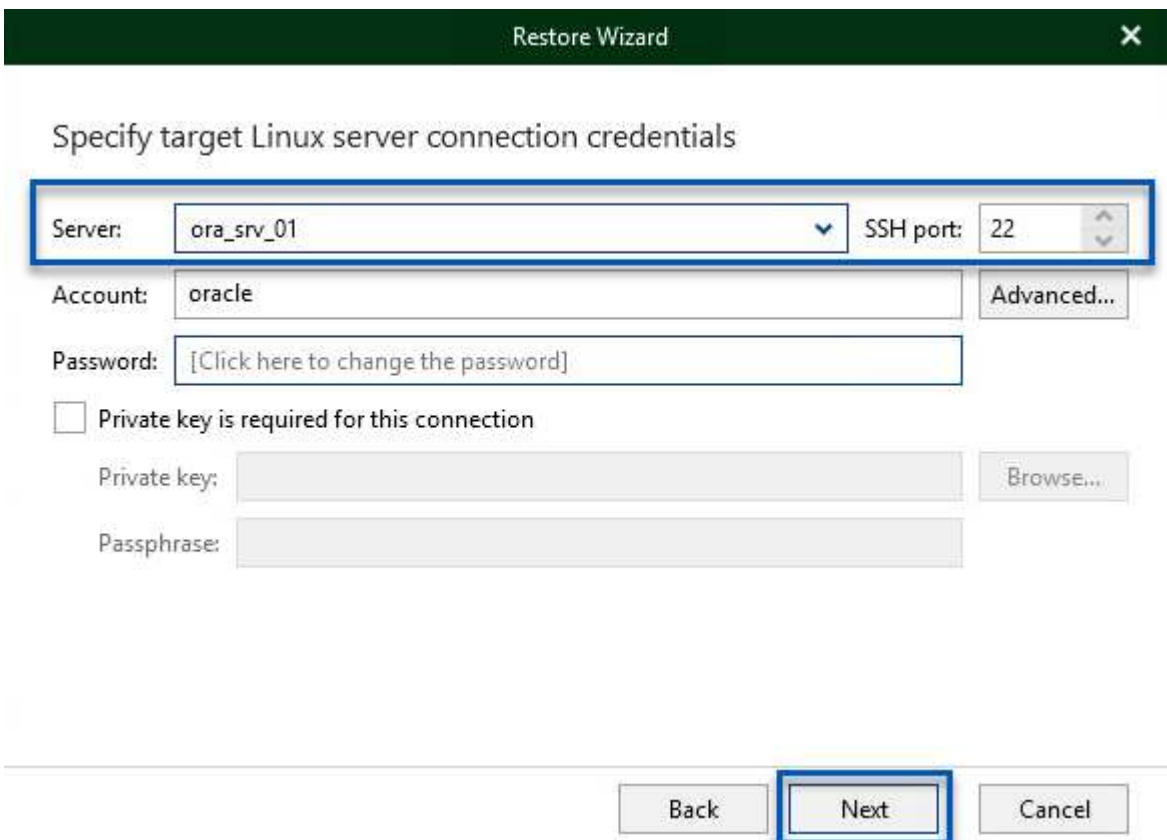 Restore Wizard
Specify target Linux server connection credentials
Server: ora_srv_01 SSH port: 22
Account: oracle Advanced...
Password: [Click here to change the password]
Private key is required for this connection
Private key: Browse...
Passphrase:
Back Next Cancel